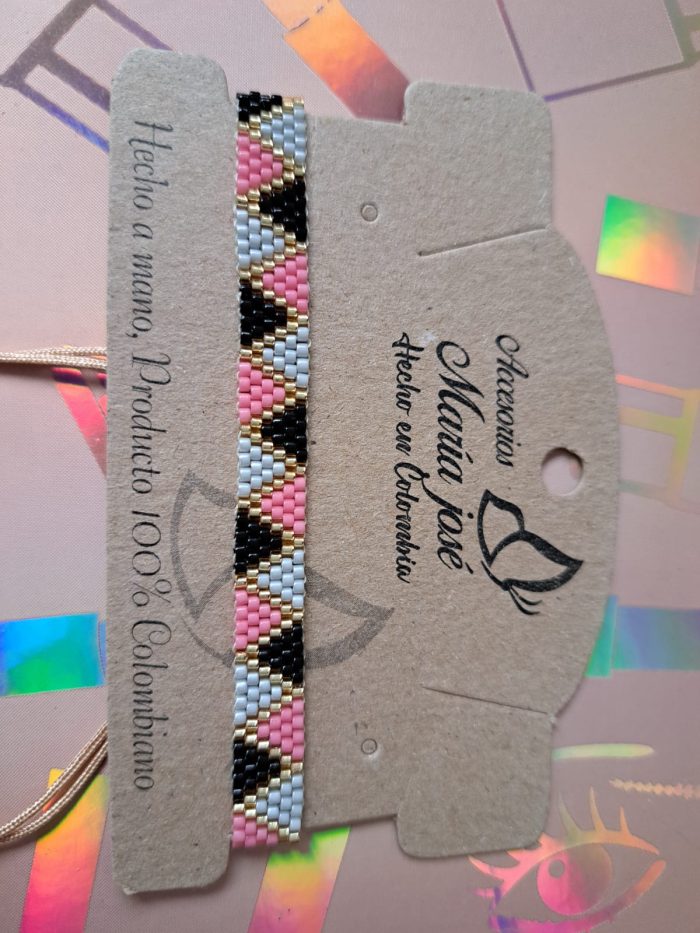 Accesorios
María José
Hecho en Colombia
Hecho a mano, Producto 100% Colombiano